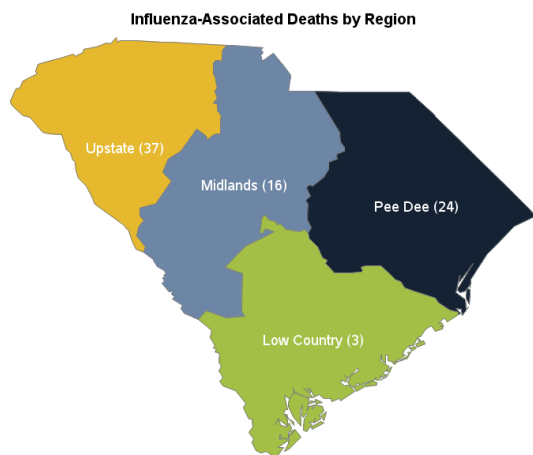 Influenza-Associated Deaths by Region
Upstate (37)
Midlands (16)
Pee Dee (24)
Low Country (3)